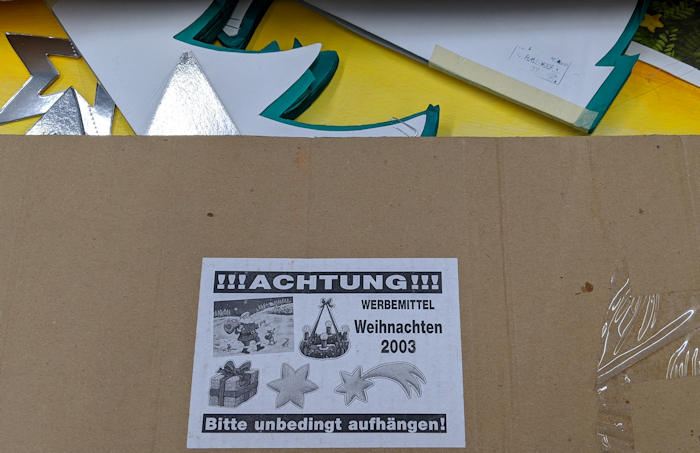 !!!ACHTUNG!!!
WERBEMITTEL
Weihnachten
2003
Bitte unbedingt aufhängen!